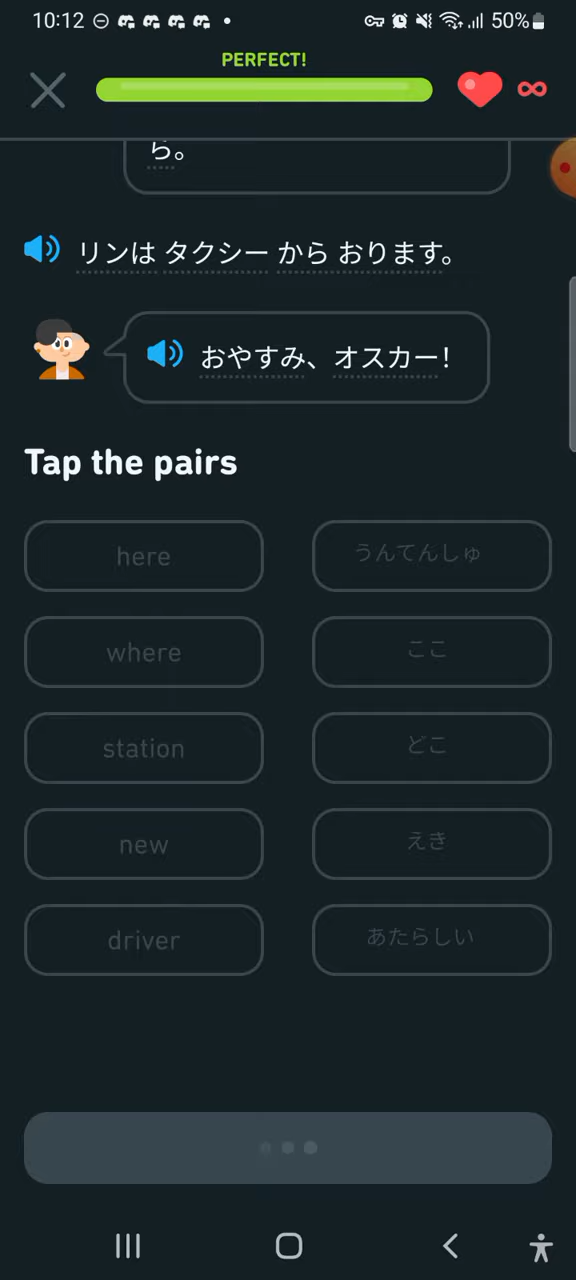 10:12
50%
PERFECT!
ら。
リンは タクシー から おります。
おやすみ、オスカー！
Tap the pairs
here
うんてんしゅ
where
ここ
station
どこ
new
えき
driver
あたらしい